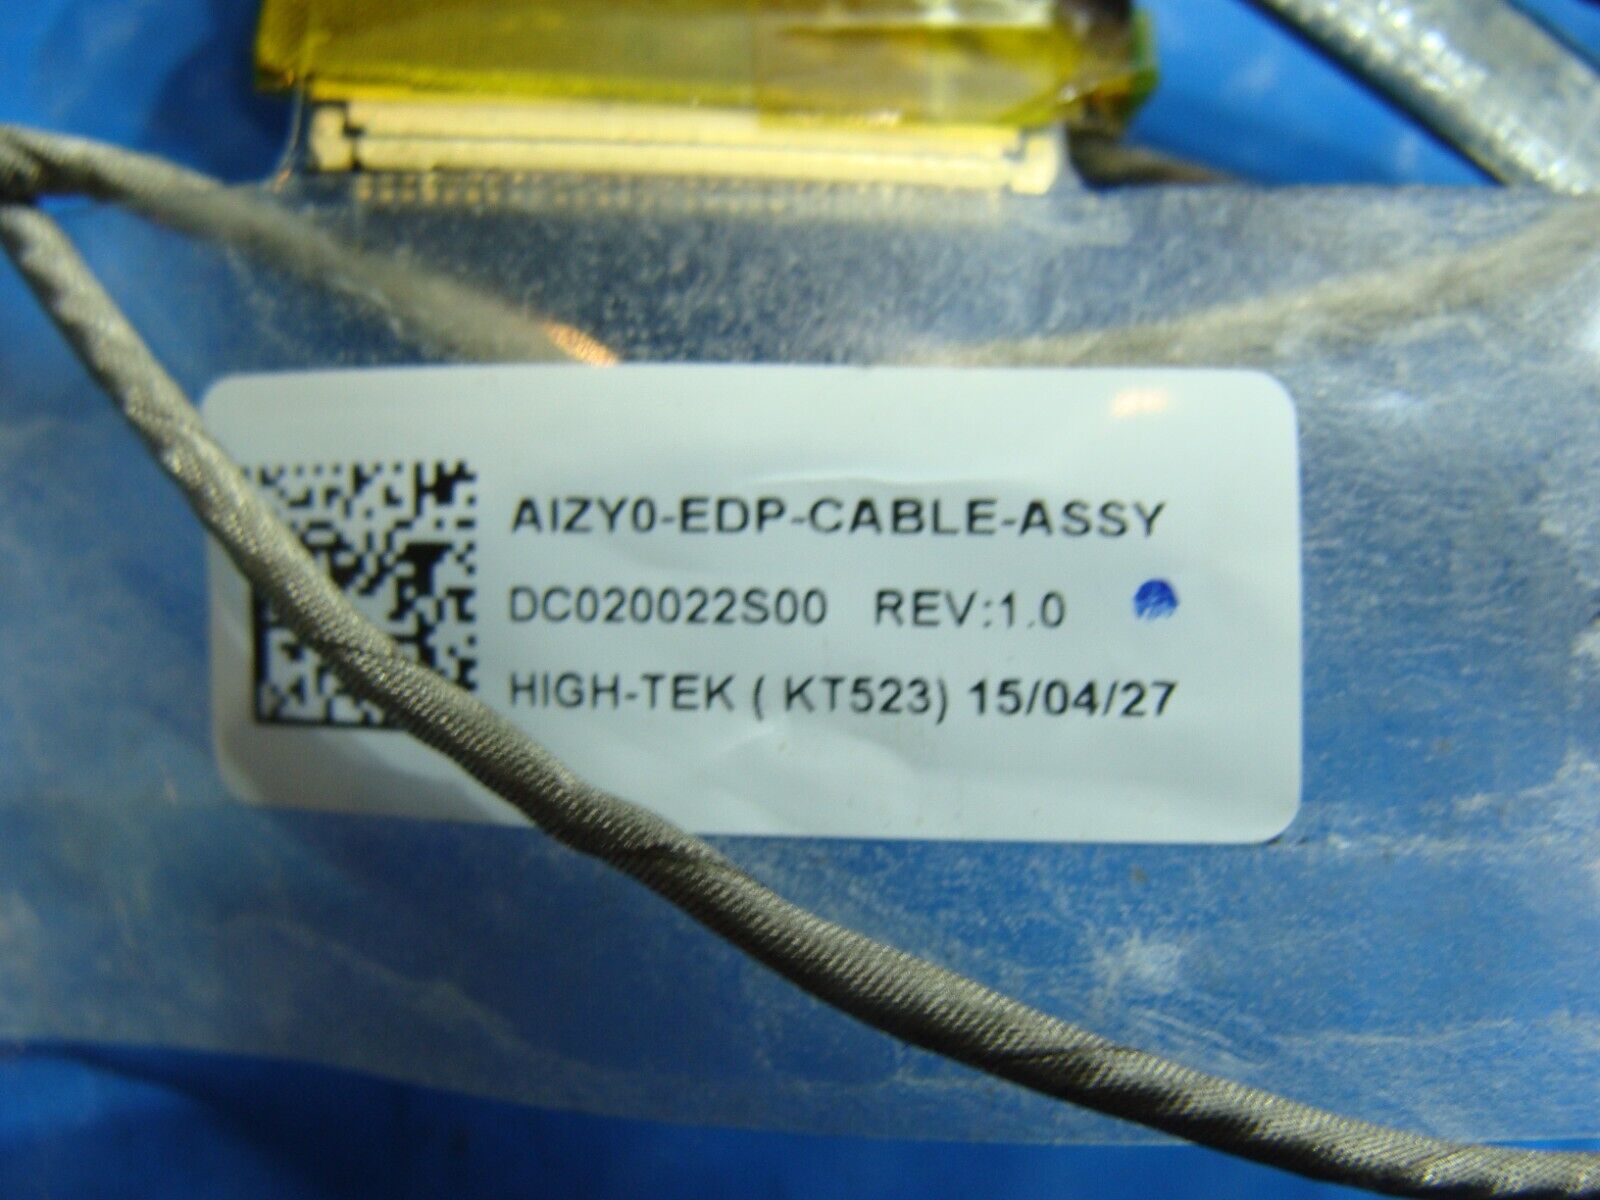 AIZY0-EDP-CABLE-ASSY
DC020022S00 REV:1.0
HIGH-TEK ( KT523) 15/04/27